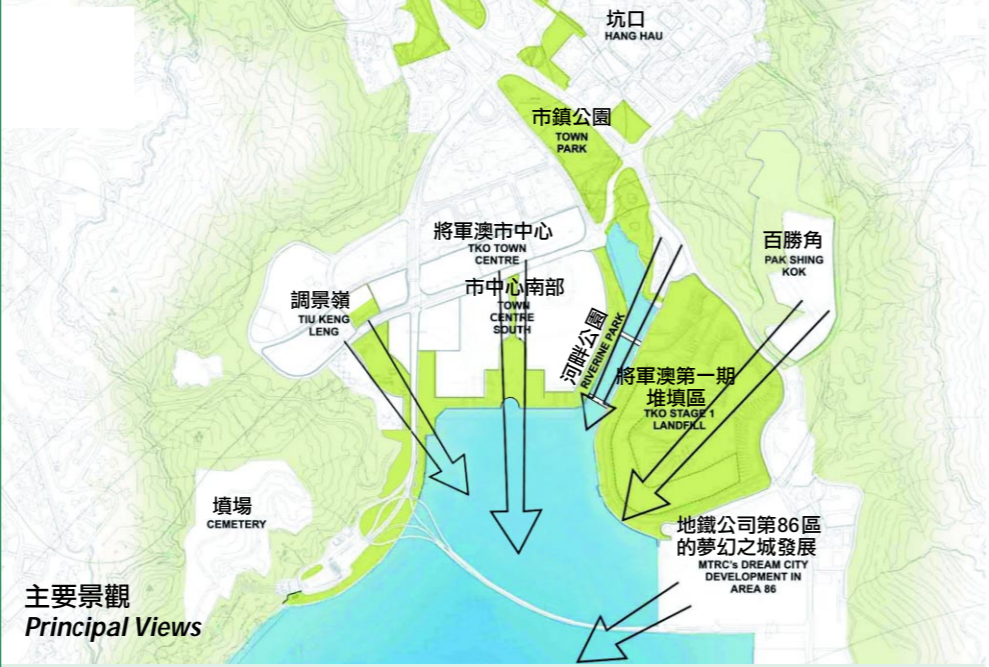 坑口
HANG HAU
市鎮公園
TOWN
PARK
將軍澳市中心
TKO TOWN
CENTRE
百勝角
PAK SHING
KOK
調景嶺
TIU KENG
LENG
市中心南部
TOWN
CENTRE
SOUTH
河畔公園
RIVERINE PARK
將軍澳第一期
堆填區
TKO STAGE 1
LANDFILL
墳場
CEMETERY
地鐵公司第86區
的夢幻之城發展
MTRC's DREAM CITY
DEVELOPMENT IN
AREA 86
主要景觀
Principal Views